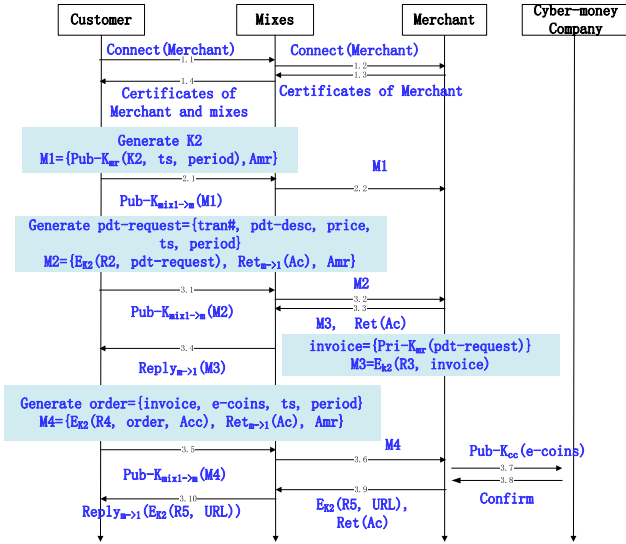 Customer
Mixes
Merchant
Cyber-money
Company
Connect(Merchant)
1.1
Connect(Merchant)
1.2
1.3
1.4
Certificates of
Merchant and mixes
Certificates of Merchant
Generate K2
M1={Pub-Kmr(K2, ts, period),Amr}
2.1
M1
2.2
Pub-Kmix1->m(M1)
Generate pdt-request={tran#, pdt-desc, price,
ts, period}
M2={EK2(R2, pdt-request), Retm->1(Ac), Amr}
3.1
M2
3.2
3.3
Pub-Kmix1->m(M2)
M3, Ret(Ac)
3.4
invoice={Pri-Kmr(pdt-request)}
M3=Ek2(R3, invoice)
Replym->1(M3)
Generate order={invoice, e-coins, ts, period}
M4={EK2(R4, order, Acc), Retm->1(Ac), Amr}
3.5
M4
3.6
Pub-Kcc(e-coins)
3.7
3.8
Pub-Kmix1->m(M4)
3.9
3.10
Confirm
Replym->1(EK2(R5, URL))
EK2(R5, URL),
Ret(Ac)